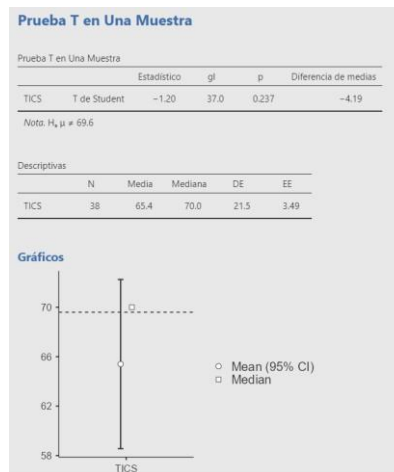 Prueba T en Una Muestra
Prueba T en Una Muestra
Estadístico gl p Diferencia de medias
TICS T de Student −1.20 37.0 0.237 −4.19
Nota. Hₐ μ ≠ 69.6
Descriptivas
N Media Mediana DE EE
TICS 38 65.4 70.0 21.5 3.49
Gráficos
70
66
62
58
TICS
Mean (95% CI)
Median